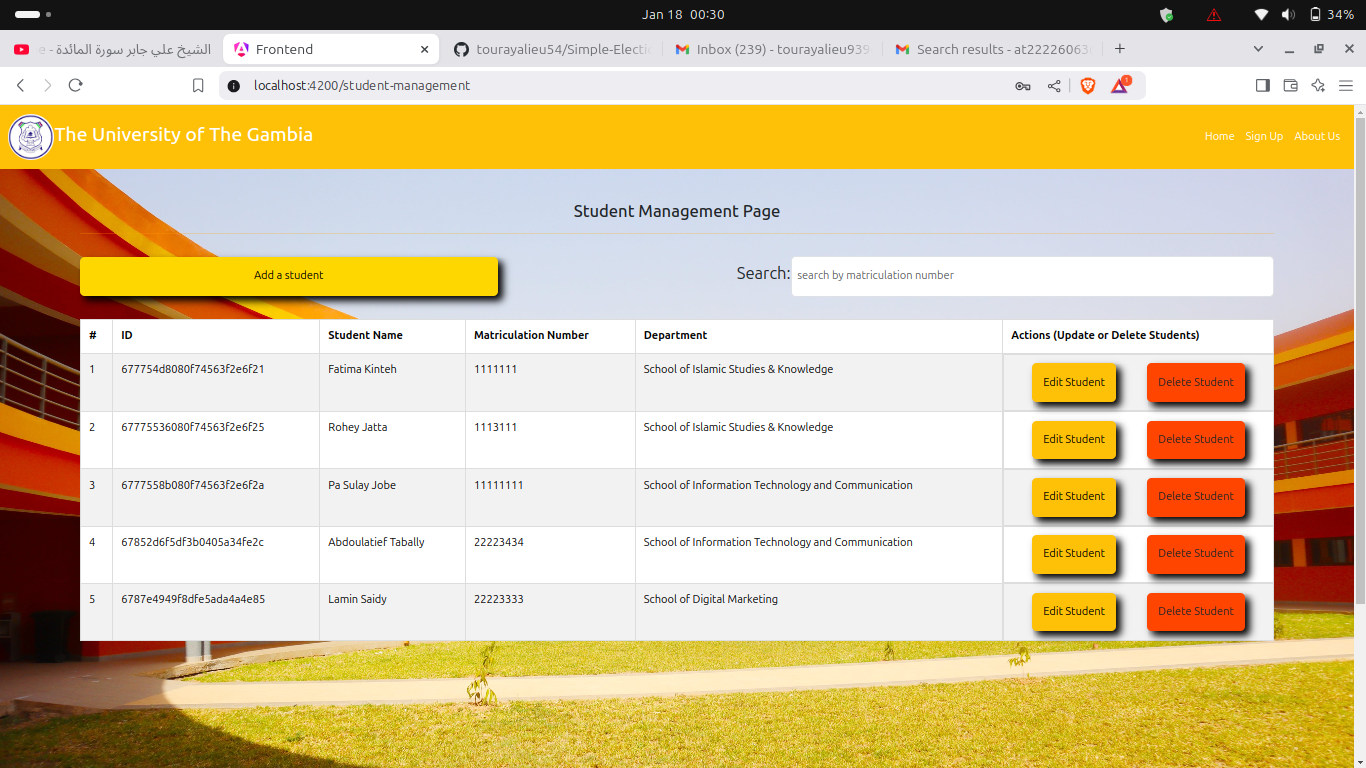 Jan 18 00:30
34%
الشيخ علي جابر سورة المائدة - e
Frontend
tourayalieu54/Simple-Electi
Inbox (239) - tourayalieu939
Search results - at22226063
localhost:4200/student-management
1
The University of The Gambia
Home Sign Up About Us
Student Management Page
Add a student
Search: search by matriculation number
# ID Student Name Matriculation Number Department Actions (Update or Delete Students)
1 677754d8080f74563f2e6f21 Fatima Kinteh 1111111 School of Islamic Studies & Knowledge Edit Student Delete Student
2 67775536080f74563f2e6f25 Rohey Jatta 1113111 School of Islamic Studies & Knowledge Edit Student Delete Student
3 6777558b080f74563f2e6f2a Pa Sulay Jobe 11111111 School of Information Technology and Communication Edit Student Delete Student
4 67852d6f5df3b0405a34fe2c Abdoulatief Tabally 22223434 School of Information Technology and Communication Edit Student Delete Student
5 6787e4949f8dfe5ada4a4e85 Lamin Saidy 22223333 School of Digital Marketing Edit Student Delete Student